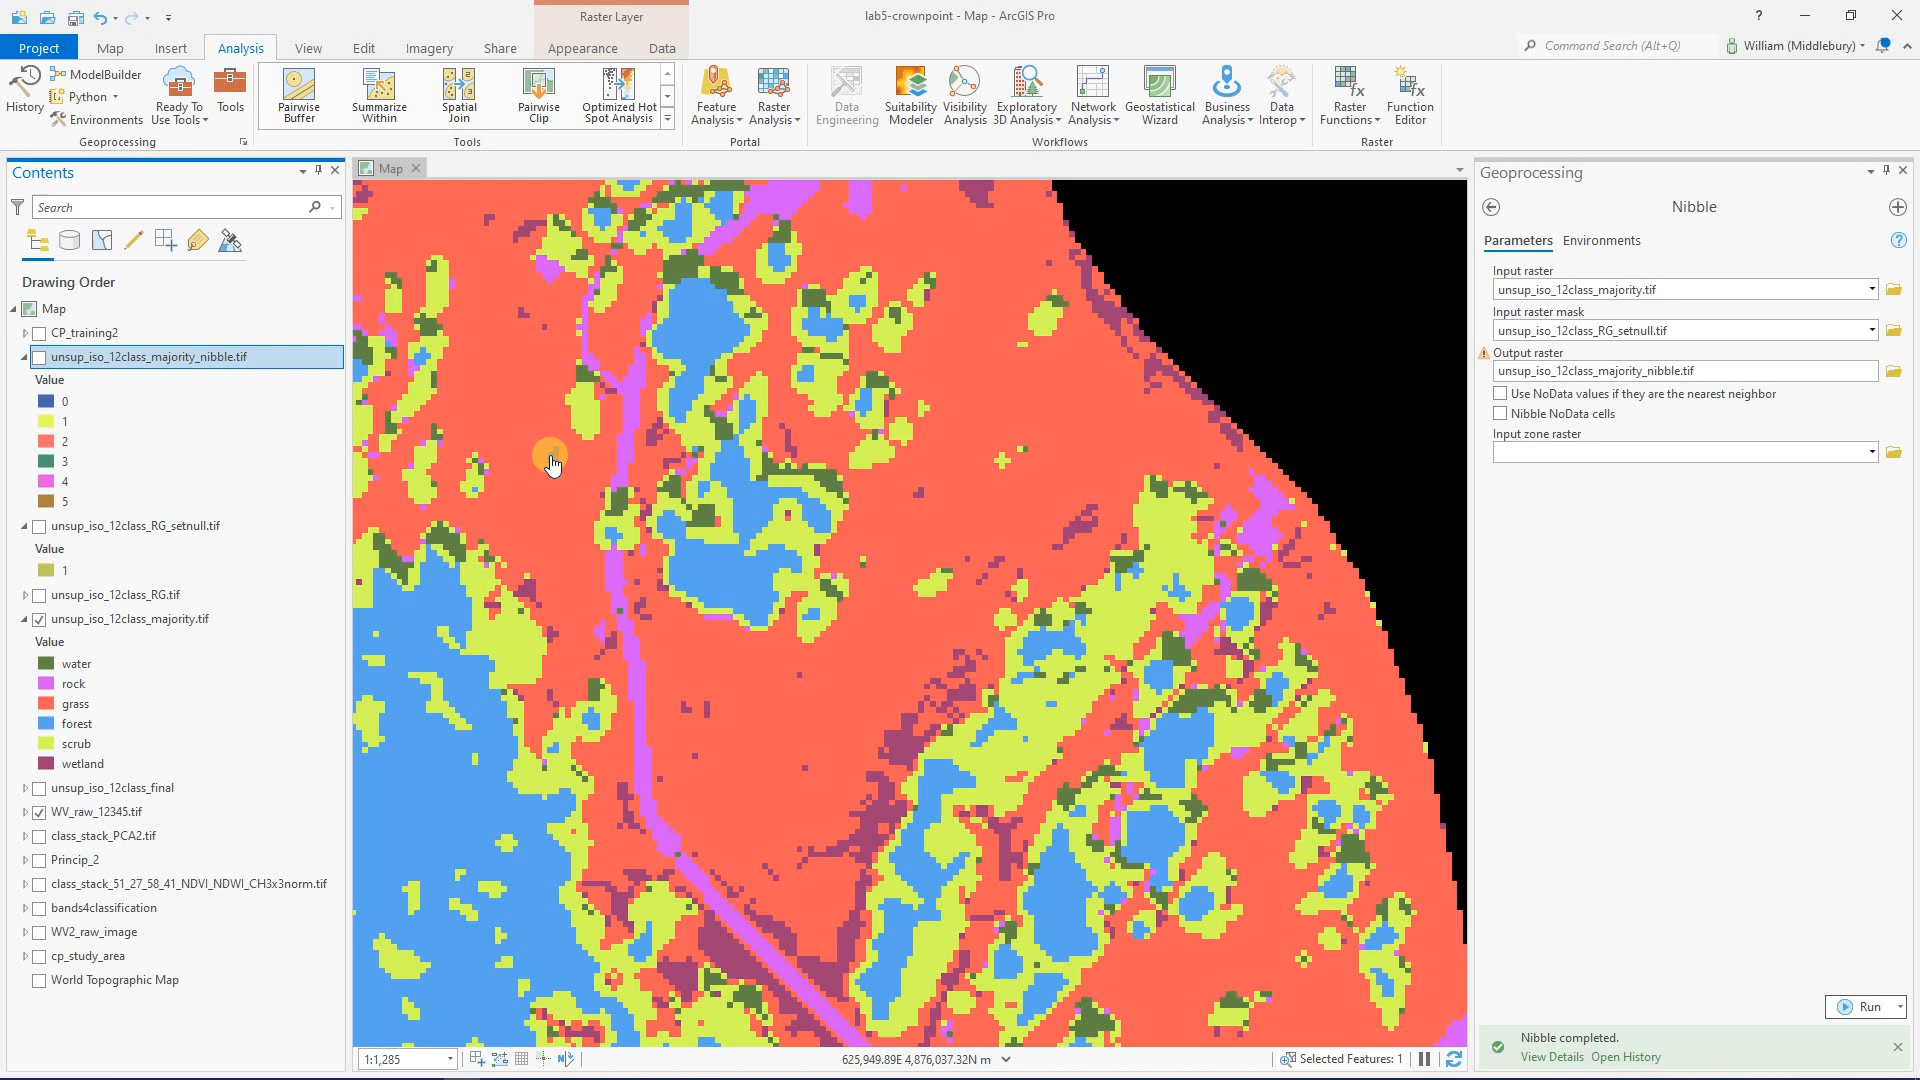 Raster Layer
lab5-crownpoint - Map - ArcGIS Pro
?
Project
Map
Insert
Analysis
View
Edit
Imagery
Share
Appearance
Data
Command Search (Alt+Q)
William (Middlebury)
History
ModelBuilder
Python
Environments
Ready To Use Tools
Tools
Geoprocessing
Pairwise Buffer
Summarize Within
Spatial Join
Pairwise Clip
Optimized Hot Spot Analysis
Tools
Feature Analysis
Raster Analysis
Portal
Data Engineering
Suitability Modeler
Visibility Analysis
Exploratory 3D Analysis
Network Analysis
Geostatistical Wizard
Business Analysis
Data Interop
Workflows
Raster Functions
Function Editor
Raster
Contents
Search
Drawing Order
Map
CP_training2
unsup_iso_12class_majority_nibble.tif
Value
0
1
2
3
4
5
unsup_iso_12class_RG_setnull.tif
Value
1
unsup_iso_12class_RG.tif
unsup_iso_12class_majority.tif
Value
water
rock
grass
forest
scrub
wetland
unsup_iso_12class_final
WV_raw_12345.tif
class_stack_PCA2.tif
Princip_2
class_stack_51_27_58_41_NDVI_NDWI_CH3x3norm.tif
bands4classification
WV2_raw_image
cp_study_area
World Topographic Map
Map
1:1,285
625,949.89E 4,876,037.32N m
Selected Features: 1
Geoprocessing
Nibble
Parameters
Environments
?
Input raster
unsup_iso_12class_majority.tif
Input raster mask
unsup_iso_12class_RG_setnull.tif
Output raster
unsup_iso_12class_majority_nibble.tif
Use NoData values if they are the nearest neighbor
Nibble NoData cells
Input zone raster
Run
Nibble completed.
View Details Open History